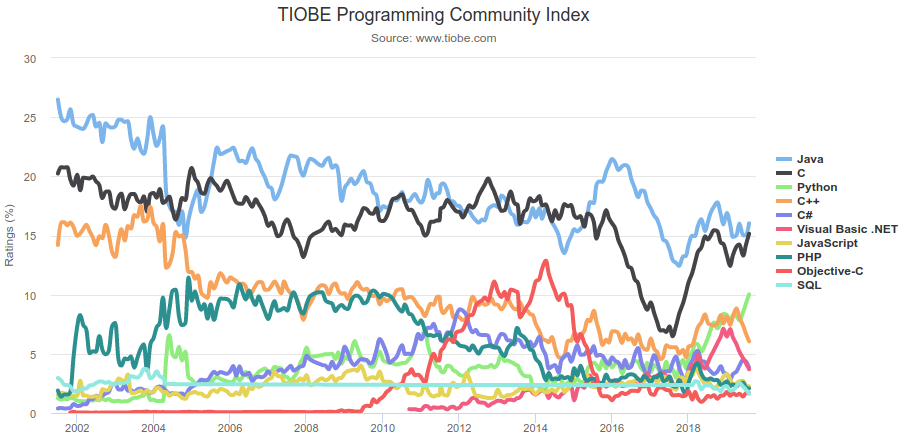 TIOBE Programming Community Index
Source: www.tiobe.com
30
25
20
15
10
5
0
Ratings (%)
2002 2004 2006 2008 2010 2012 2014 2016 2018
Java
C
Python
C++
C#
Visual Basic .NET
JavaScript
PHP
Objective-C
SQL